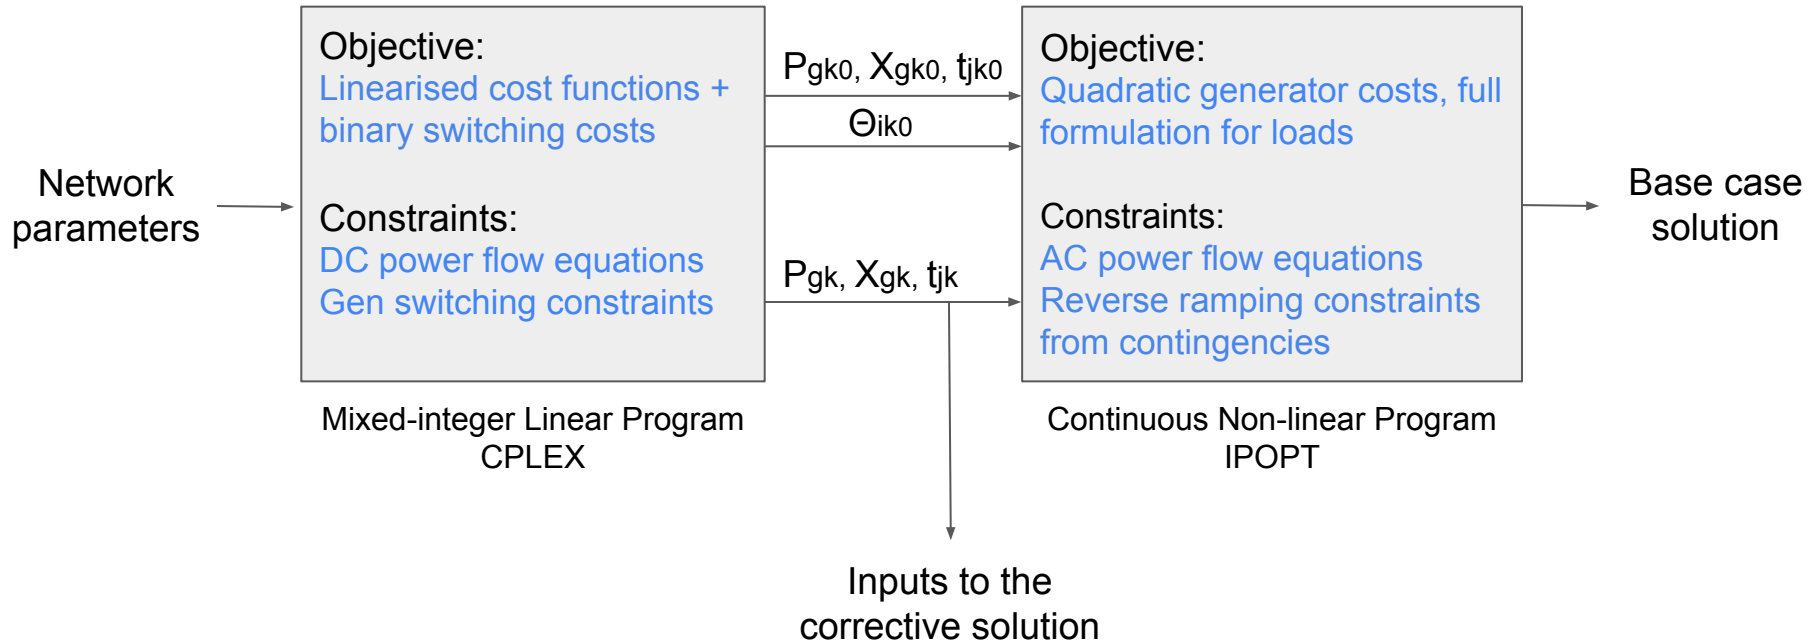 Network
parameters
Objective:
Linearised cost functions +
binary switching costs
Constraints:
DC power flow equations
Gen switching constraints
Mixed-integer Linear Program
CPLEX
Pgk0, Xgk0, tjk0
Θik0
Pgk, Xgk, tjk
Inputs to the
corrective solution
Objective:
Quadratic generator costs, full
formulation for loads
Constraints:
AC power flow equations
Reverse ramping constraints
from contingencies
Continuous Non-linear Program
IPOPT
Base case
solution